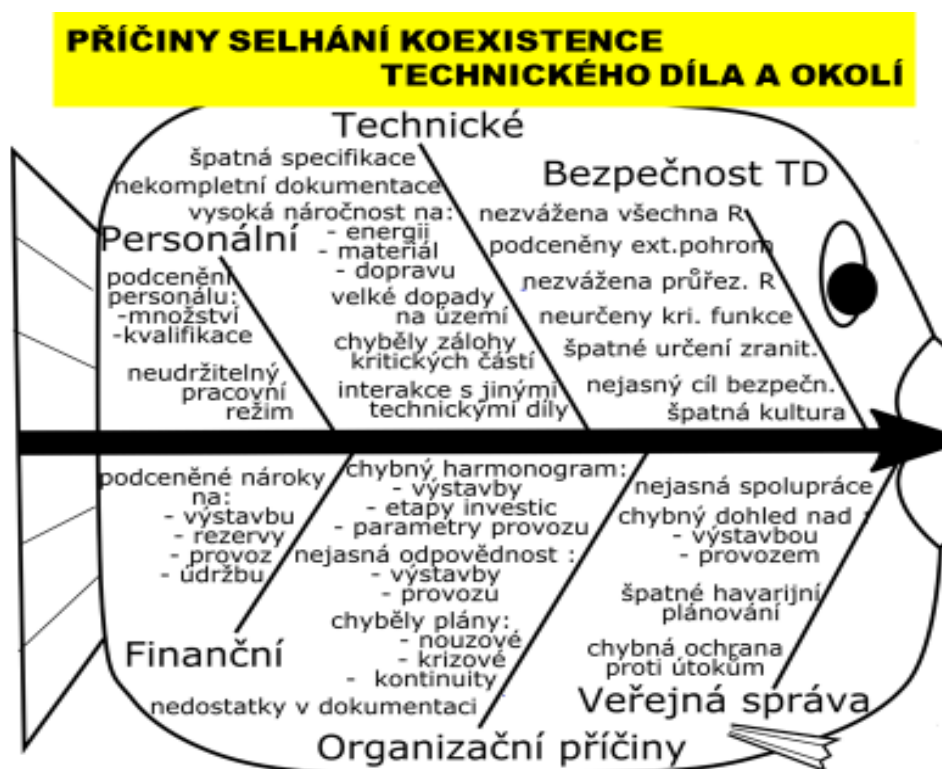 PŘÍČINY SELHÁNÍ KOEXISTENCE
TECHNICKÉHO DÍLA A OKOLÍ
Technické
špatná specifikace
nekompletní dokumentace
vysoká náročnost na:
- energii
- materiál
- dopravu
velké dopady
na území
chyběly zálohy
kritických částí
interakce s jinými
technickými díly
Bezpečnost TD
nezvážena všechna R
podceněny ext.pohrom
nezvážena průřez. R
neurčeny kri. funkce
špatné určení zranit.
nejasný cíl bezpečn.
špatná kultura
Personální
podcenění
personálu:
-množství
-kvalifikace
neudržitelný
pracovní
režim
podceněné nároky
na:
- výstavbu
- rezervy
- provoz
- údržbu
Finanční
chybný harmonogram:
- výstavby
- etapy investic
- parametry provozu
nejasná odpovědnost :
- výstavby
- provozu
chyběly plány:
- nouzové
- krizové
- kontinuity
nedostatky v dokumentaci
Organizační příčiny
nejasná spolupráce
chybný dohled nad :
- výstavbou
- provozem
špatné havarijní
plánování
chybná ochrana
proti útokům
Veřejná správa